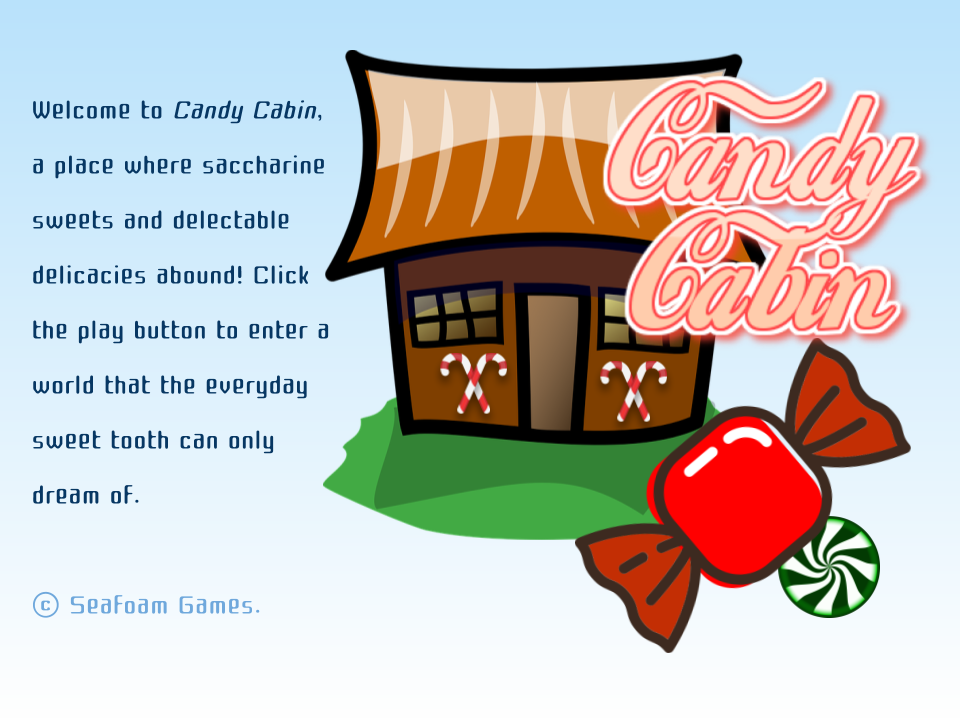 Welcome to Candy Cabin,
a place where saccharine
sweets and delectable
delicacies abound! Click
the play button to enter a
world that the everyday
sweet tooth can only
dream of.
© SeaFoam Games.
Candy
Cabin